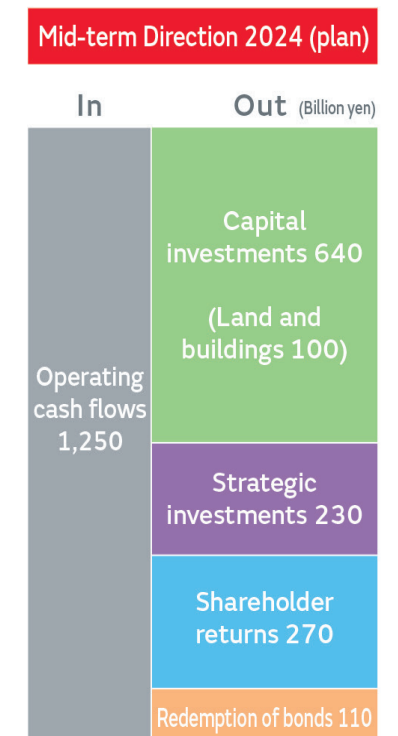 Mid-term Direction 2024 (plan)
In
Out (Billion yen)
Operating
cash flows
1,250
Capital
investments 640
(Land and
buildings 100)
Strategic
investments 230
Shareholder
returns 270
Redemption of bonds 110